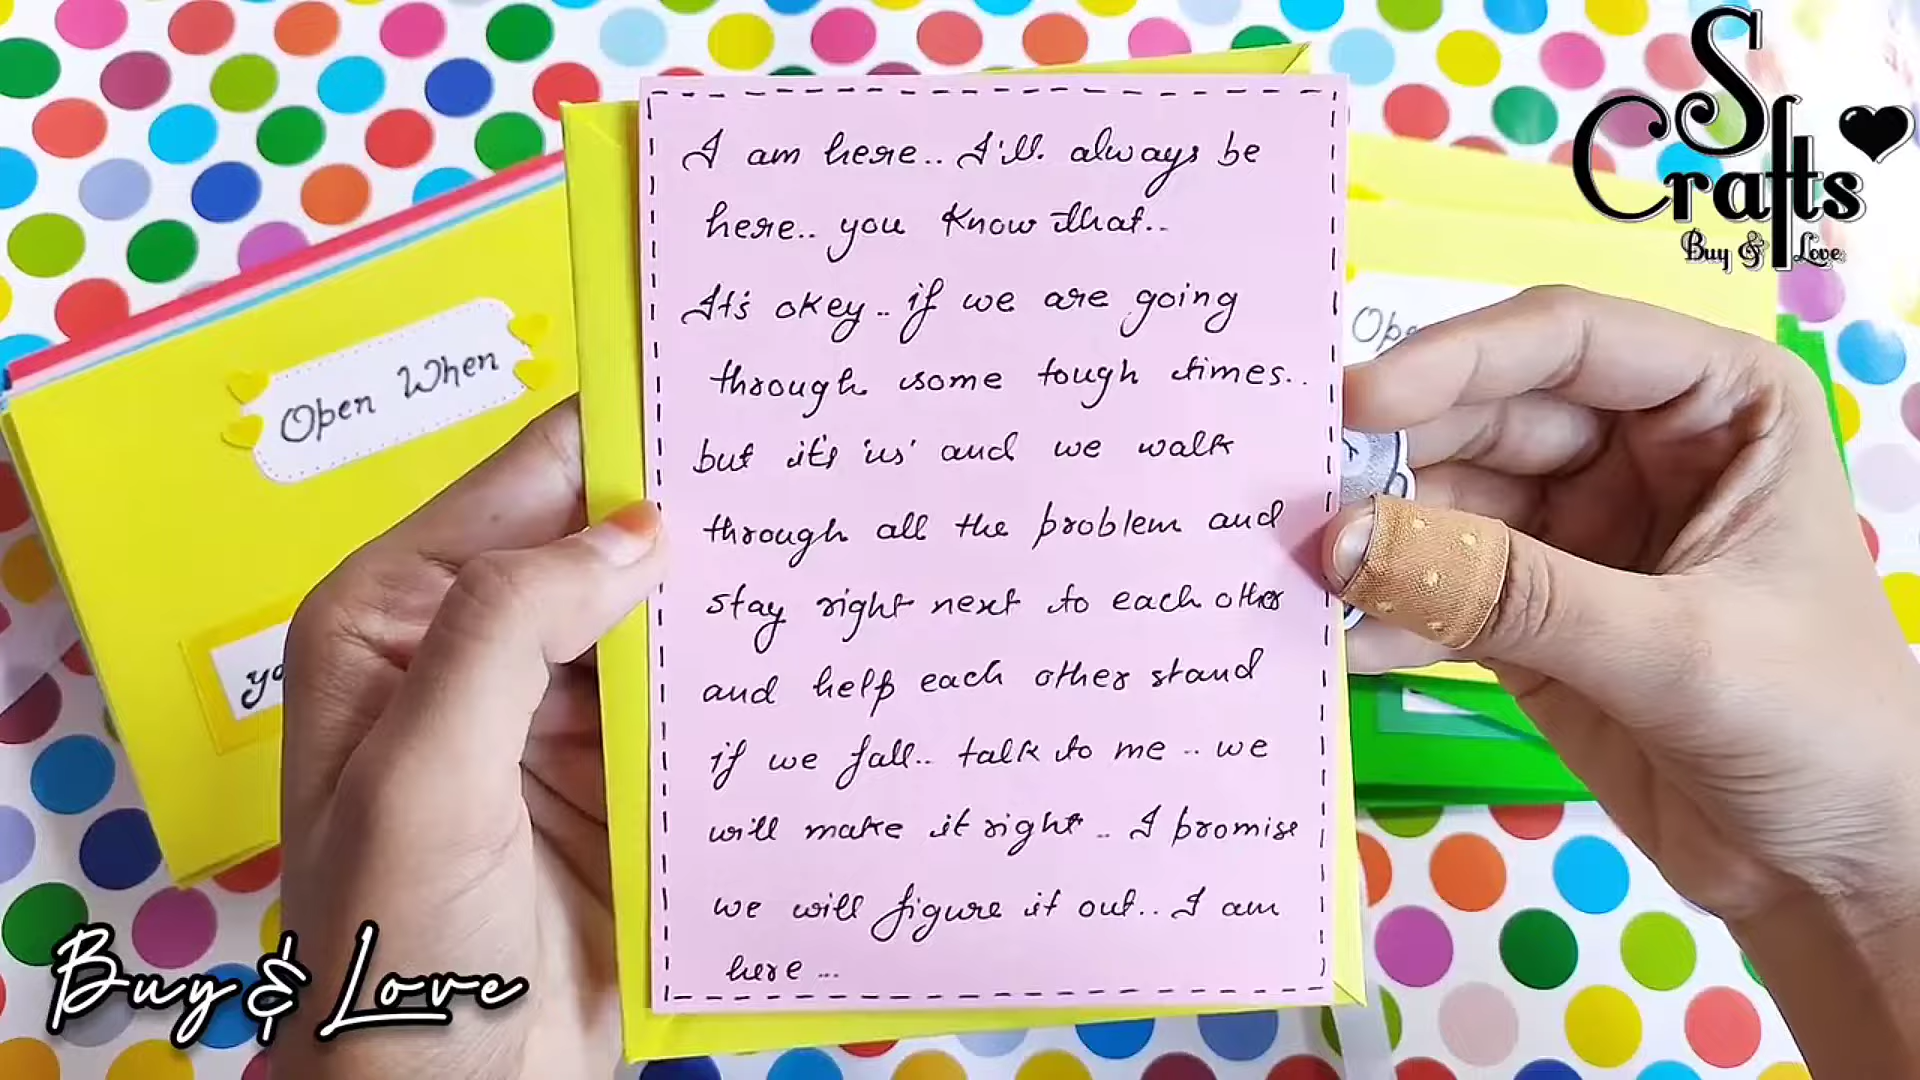 I am here.. I'll. always be
here.. you know that..
It's okey.. if we are going
through some tough times..
but it's 'us' and we walk
through all the problem and
stay right next to each other
and help each other stand
if we fall.. talk to me .. we
will make it right .. I promise
we will figure it out.. I am
here ...
Open When
yo
Ope
S
Crafts
Buy & Love
Buy & Love